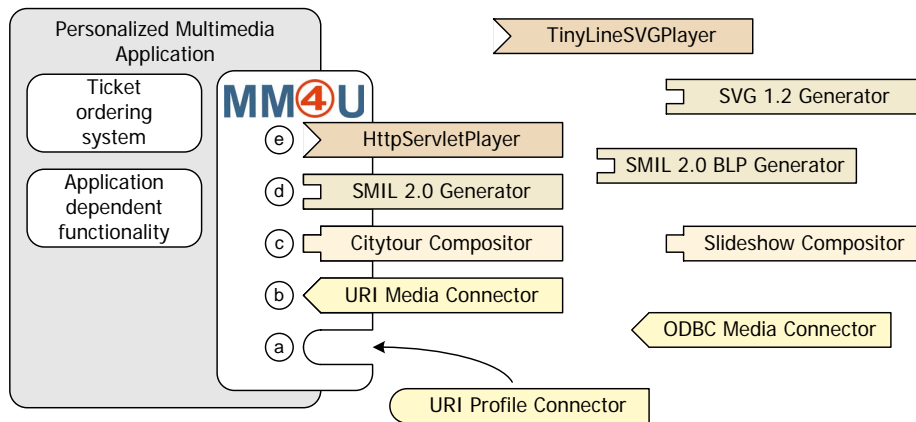 Personalized Multimedia
Application
Ticket
ordering
system
Application
dependent
functionality
MM4U
e
HttpServletPlayer
d
SMIL 2.0 Generator
c
Citytour Compositor
b
URI Media Connector
a
TinyLineSVGPlayer
SVG 1.2 Generator
SMIL 2.0 BLP Generator
Slideshow Compositor
ODBC Media Connector
URI Profile Connector